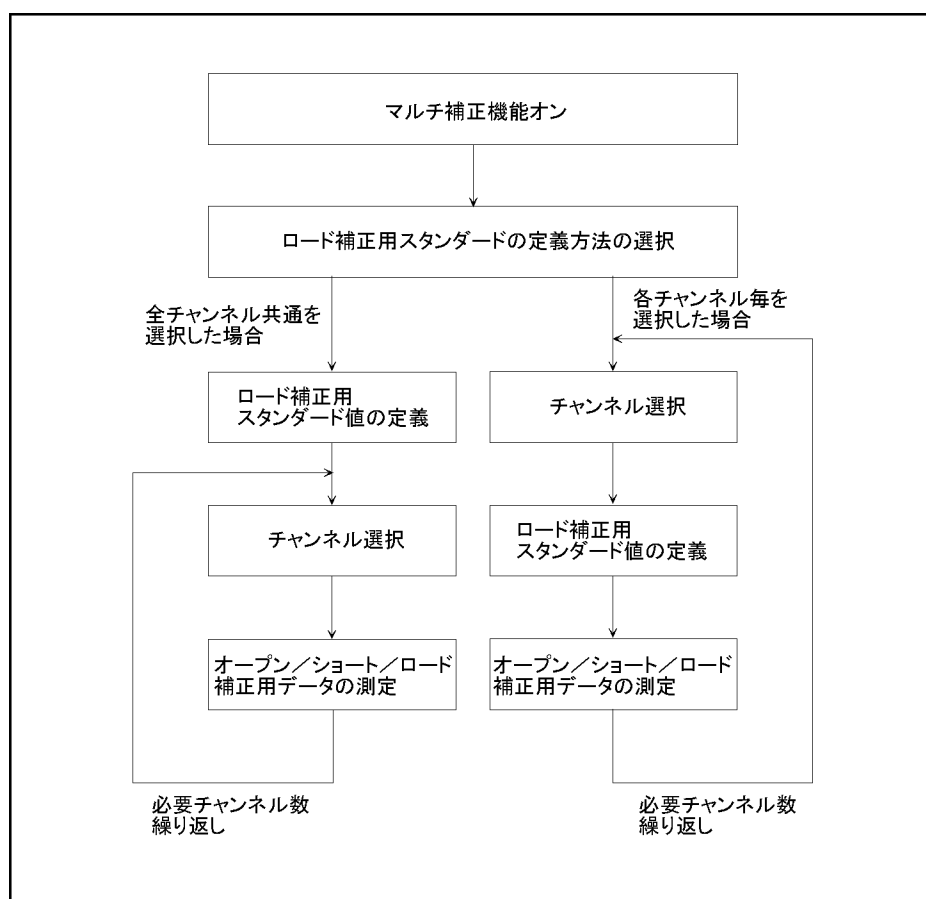 マルチ補正機能オン
ロード補正用スタンダードの定義方法の選択
全チャンネル共通を
選択した場合
各チャンネル毎を
選択した場合
ロード補正用
スタンダード値の定義
チャンネル選択
チャンネル選択
ロード補正用
スタンダード値の定義
オープン／ショート／ロード
補正用データの測定
オープン／ショート／ロード
補正用データの測定
必要チャンネル数
繰り返し
必要チャンネル数
繰り返し